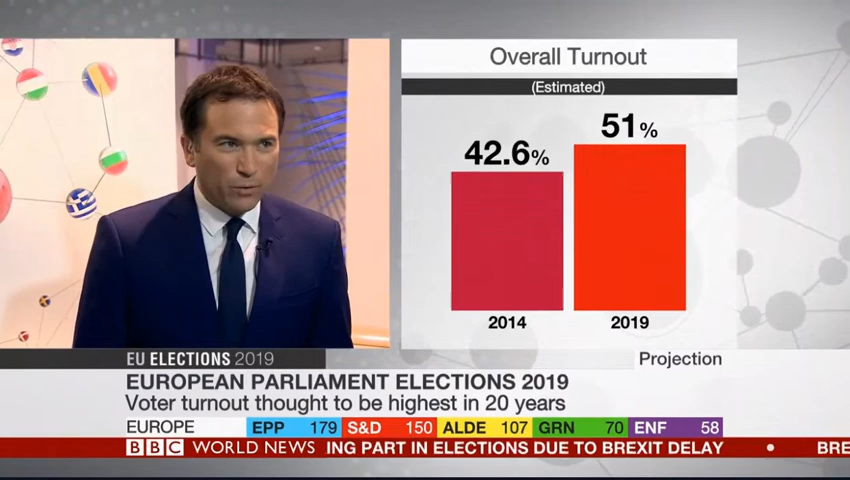 Overall Turnout
(Estimated)
42.6%
51%
2014
2019
Projection
EU ELECTIONS 2019
EUROPEAN PARLIAMENT ELECTIONS 2019
Voter turnout thought to be highest in 20 years
EUROPE EPP 179 S&D 150 ALDE 107 GRN 70 ENF 58
BBC WORLD NEWS ING PART IN ELECTIONS DUE TO BREXIT DELAY • BRE